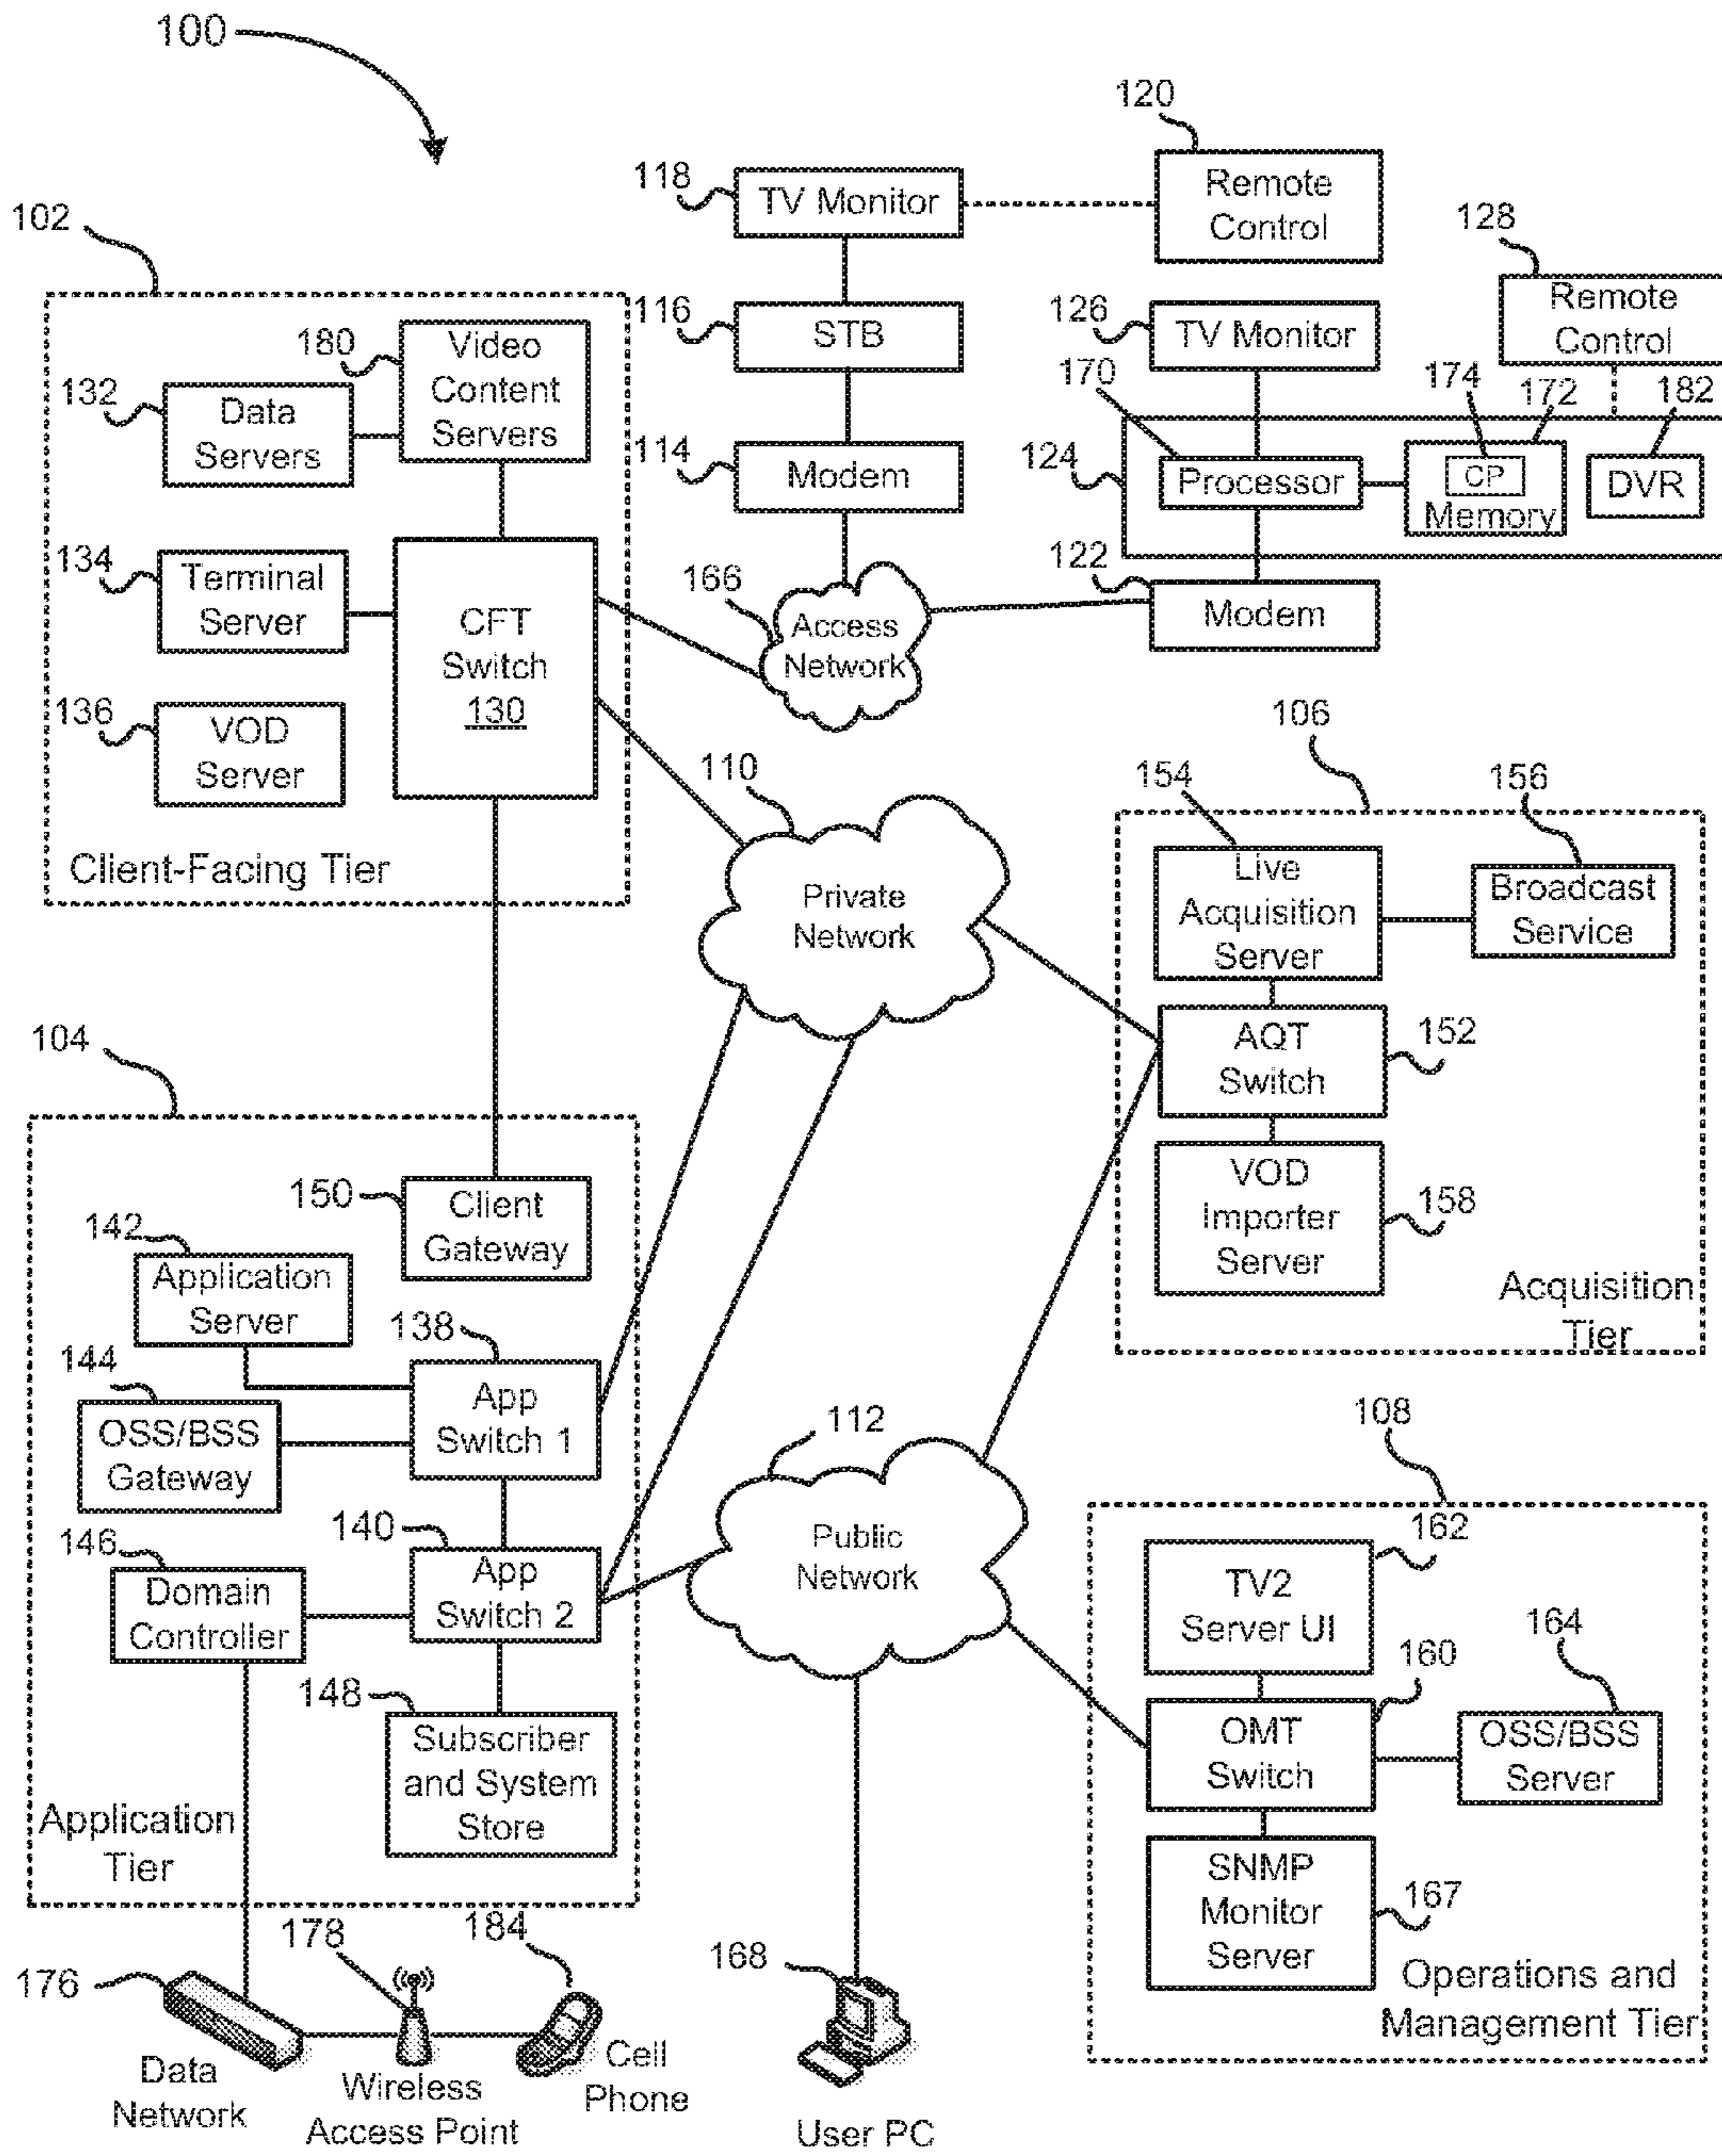 100
120
118
TV Monitor
Remote
Control
102
128
116
STB
126
TV Monitor
Remote
Control
180
Video
Content
Servers
132
Data
Servers
170
174
172
182
114
Modem
124
Processor
CP
Memory
DVR
134
Terminal
Server
CFT
Switch
130
166
Access
Network
122
Modem
136
VOD
Server
Client-Facing Tier
110
Private
Network
106
154
156
Live
Acquisition
Server
Broadcast
Service
104
AQT
Switch
152
150
Client
Gateway
VOD
Importer
Server
158
Acquisition
Tier
142
Application
Server
138
144
OSS/BSS
Gateway
App
Switch 1
112
108
146
Domain
Controller
140
App
Switch 2
Public
Network
162
TV2
Server UI
164
148
Subscriber
and System
Store
160
OMT
Switch
OSS/BSS
Server
Application
Tier
SNMP
Monitor
Server
167
178
184
176
168
Operations and
Management Tier
Data
Network
Wireless
Access Point
Cell
Phone
User PC